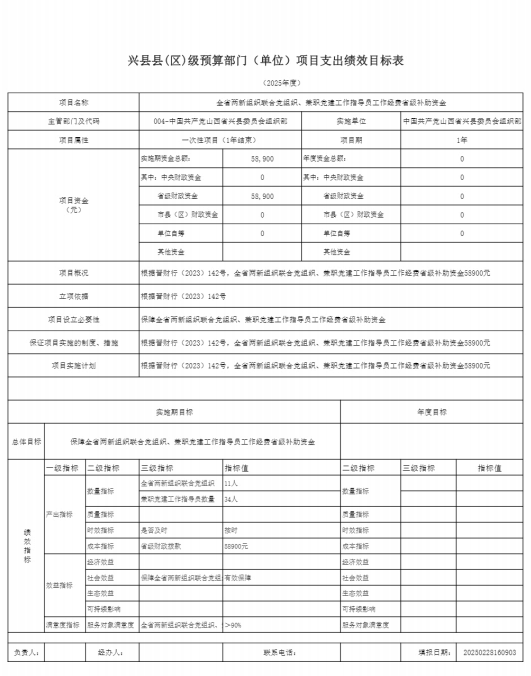 兴县县(区)级预算部门（单位）项目支出绩效目标表
（2025年度）
项目名称 全省两新组织联合党组织、兼职党建工作指导员工作经费省级补助资金
主管部门及代码 004-中国共产党山西省兴县委员会组织部 实施单位 中国共产党山西省兴县委员会组织部
项目属性 一次性项目（1年结束） 项目期 1年
项目资金
（元）
实施期资金总额: 58,900 年度资金总额: 0
其中: 中央财政资金 0 其中: 中央财政资金 0
省级财政资金 58,900 省级财政资金 0
市县（区）财政资金 0 市县（区）财政资金 0
单位自筹 0 单位自筹 0
其他资金 其他资金
项目概况 根据晋财行（2023）142号，全省两新组织联合党组织、兼职党建工作指导员工作经费省级补助资金58900元
立项依据 根据晋财行（2023）142号
项目设立必要性 保障全省两新组织联合党组织、兼职党建工作指导员工作经费省级补助资金
保证项目实施的制度、措施 根据晋财行（2023）142号，全省两新组织联合党组织、兼职党建工作指导员工作经费省级补助资金58900元
项目实施计划 根据晋财行（2023）142号，全省两新组织联合党组织、兼职党建工作指导员工作经费省级补助资金58900元
实施期目标 年度目标
总体目标 保障全省两新组织联合党组织、兼职党建工作指导员工作经费省级补助资金
绩效指标
一级指标 二级指标 三级指标 指标值 二级指标 三级指标 指标值
产出指标 数量指标 全省两新组织联合党组织 11人 数量指标
兼职党建工作指导员数量 34人
质量指标 质量指标
时效指标 是否及时 按时 时效指标
成本指标 省级财政拨款 58900元 成本指标
效益指标 经济效益 经济效益
社会效益 保障全省两新组织联合党组 有效保障 社会效益
生态效益 生态效益
可持续影响 可持续影响
满意度指标 服务对象满意度 全省两新组织联合党组织、 >90% 服务对象满意度
负责人: 经办人: 联系电话: 填报日期: 20250228160903